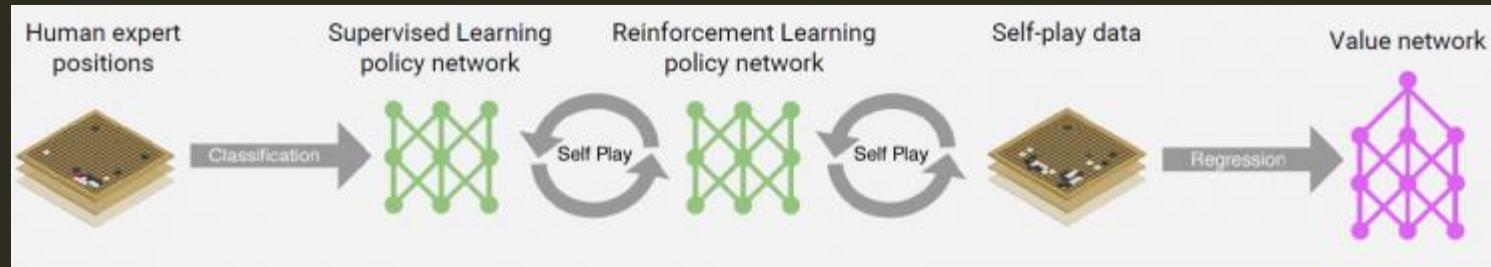 Human expert
positions
Supervised Learning
policy network
Reinforcement Learning
policy network
Self-play data
Value network
Classification
Self Play
Self Play
Regression